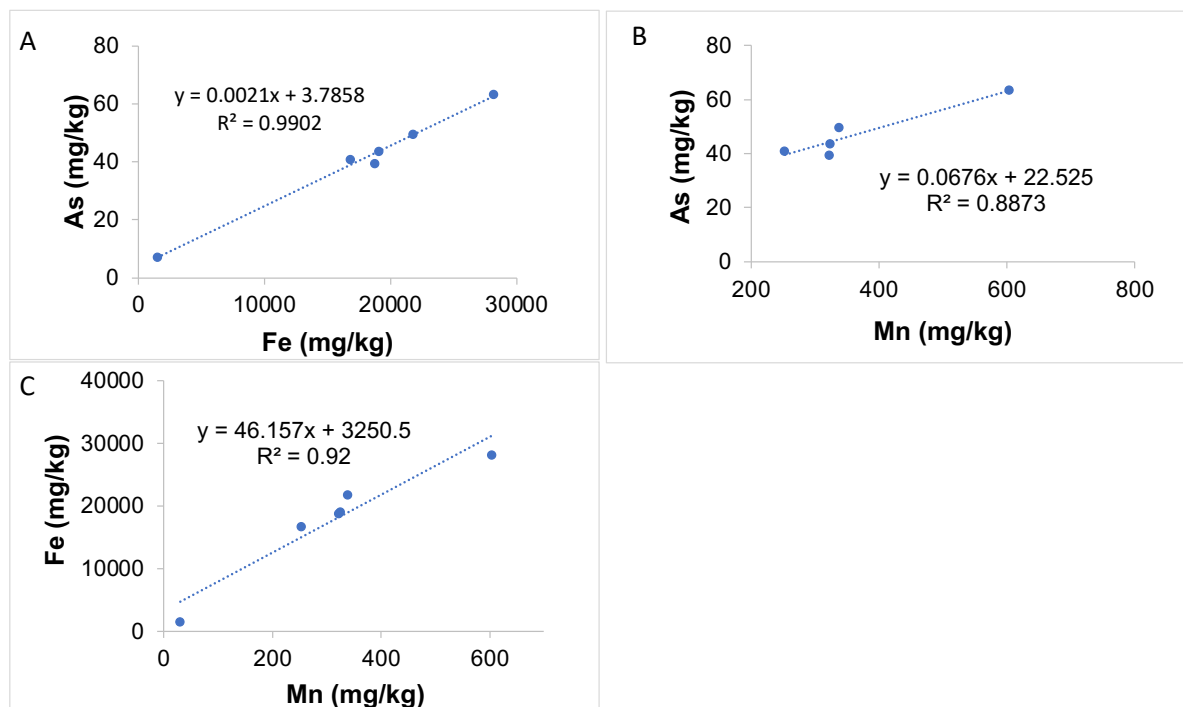 A
80
60
40
20
0
As (mg/kg)
y = 0.0021x + 3.7858
R² = 0.9902
0 10000 20000 30000
Fe (mg/kg)
B
80
60
40
20
0
As (mg/kg)
y = 0.0676x + 22.525
R² = 0.8873
200 400 600 800
Mn (mg/kg)
C
40000
30000
20000
10000
0
Fe (mg/kg)
y = 46.157x + 3250.5
R² = 0.92
0 200 400 600
Mn (mg/kg)